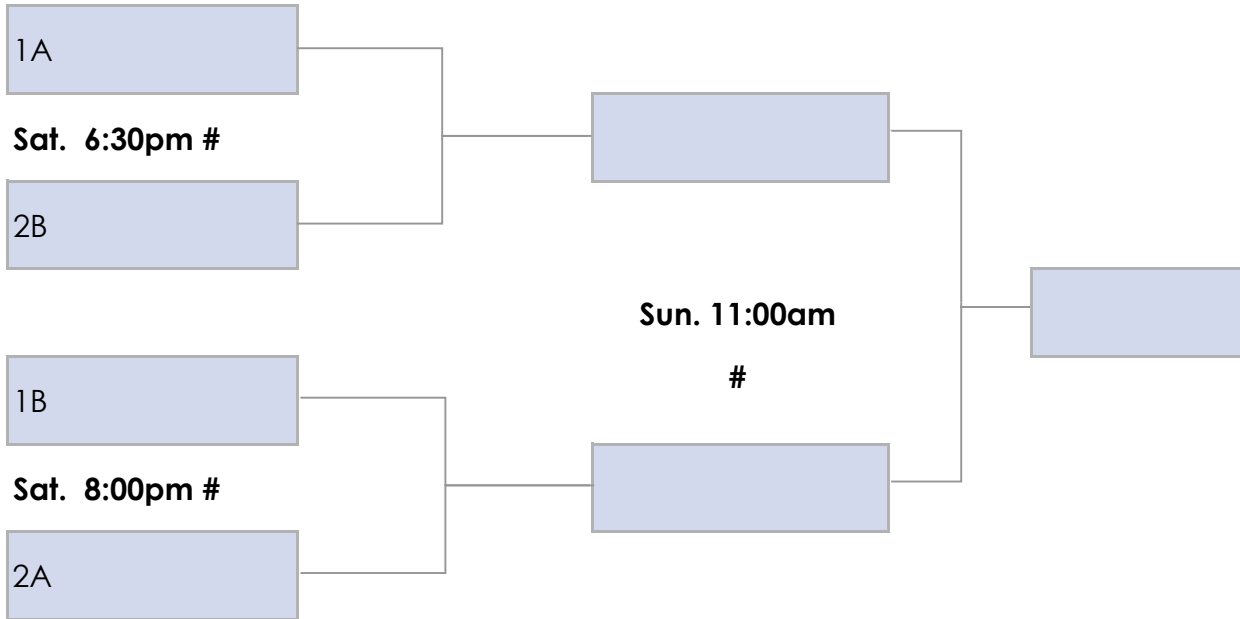 1A
Sat. 6:30pm #
2B
Sun. 11:00am
#
1B
Sat. 8:00pm #
2A